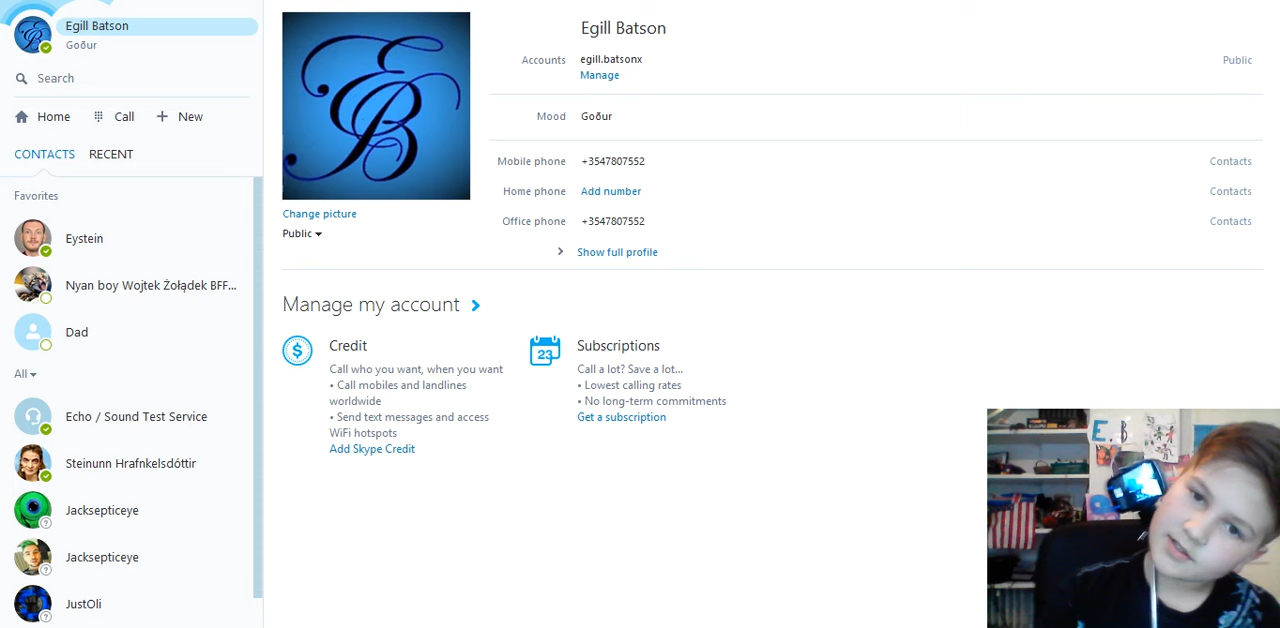 Egill Batson
Goður
Search
Home
Call
New
CONTACTS
RECENT
Favorites
Eystein
Nyan boy Wojtek Żołądek BFF...
Dad
All
Echo / Sound Test Service
Steinunn Hrafnkelsdóttir
Jacksepticeye
Jacksepticeye
JustOli
EB
Change picture
Public
Egill Batson
Accounts egill.batsonx Public
Manage
Mood Goður
Mobile phone +3547807552 Contacts
Home phone Add number Contacts
Office phone +3547807552 Contacts
Show full profile
Manage my account
$
Credit
Call who you want, when you want
• Call mobiles and landlines
worldwide
• Send text messages and access
WiFi hotspots
Add Skype Credit
23
Subscriptions
Call a lot? Save a lot...
• Lowest calling rates
• No long-term commitments
Get a subscription
E. B